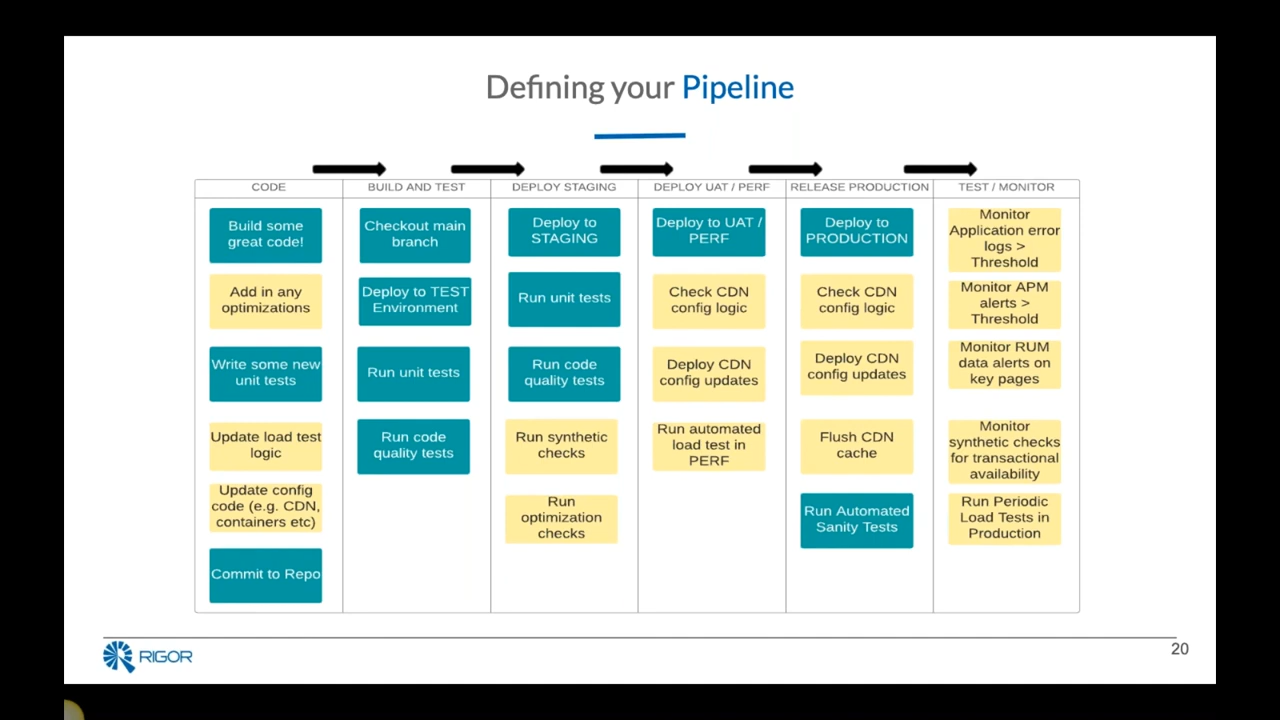 Defining your Pipeline
CODE
Build some
great code!
Add in any
optimizations
Write some new
unit tests
Update load test
logic
Update config
code (e.g. CDN,
containers etc)
Commit to Repo
BUILD AND TEST
Checkout main
branch
Deploy to TEST
Environment
Run unit tests
Run code
quality tests
DEPLOY STAGING
Deploy to
STAGING
Run unit tests
Run code
quality tests
Run synthetic
checks
Run
optimization
checks
DEPLOY UAT / PERF
Deploy to UAT /
PERF
Check CDN
config logic
Deploy CDN
config updates
Run automated
load test in
PERF
RELEASE PRODUCTION
Deploy to
PRODUCTION
Check CDN
config logic
Deploy CDN
config updates
Flush CDN
cache
Run Automated
Sanity Tests
TEST / MONITOR
Monitor
Application error
logs >
Threshold
Monitor APM
alerts >
Threshold
Monitor RUM
data alerts on
key pages
Monitor
synthetic checks
for transactional
availability
Run Periodic
Load Tests in
Production
RIGOR
20